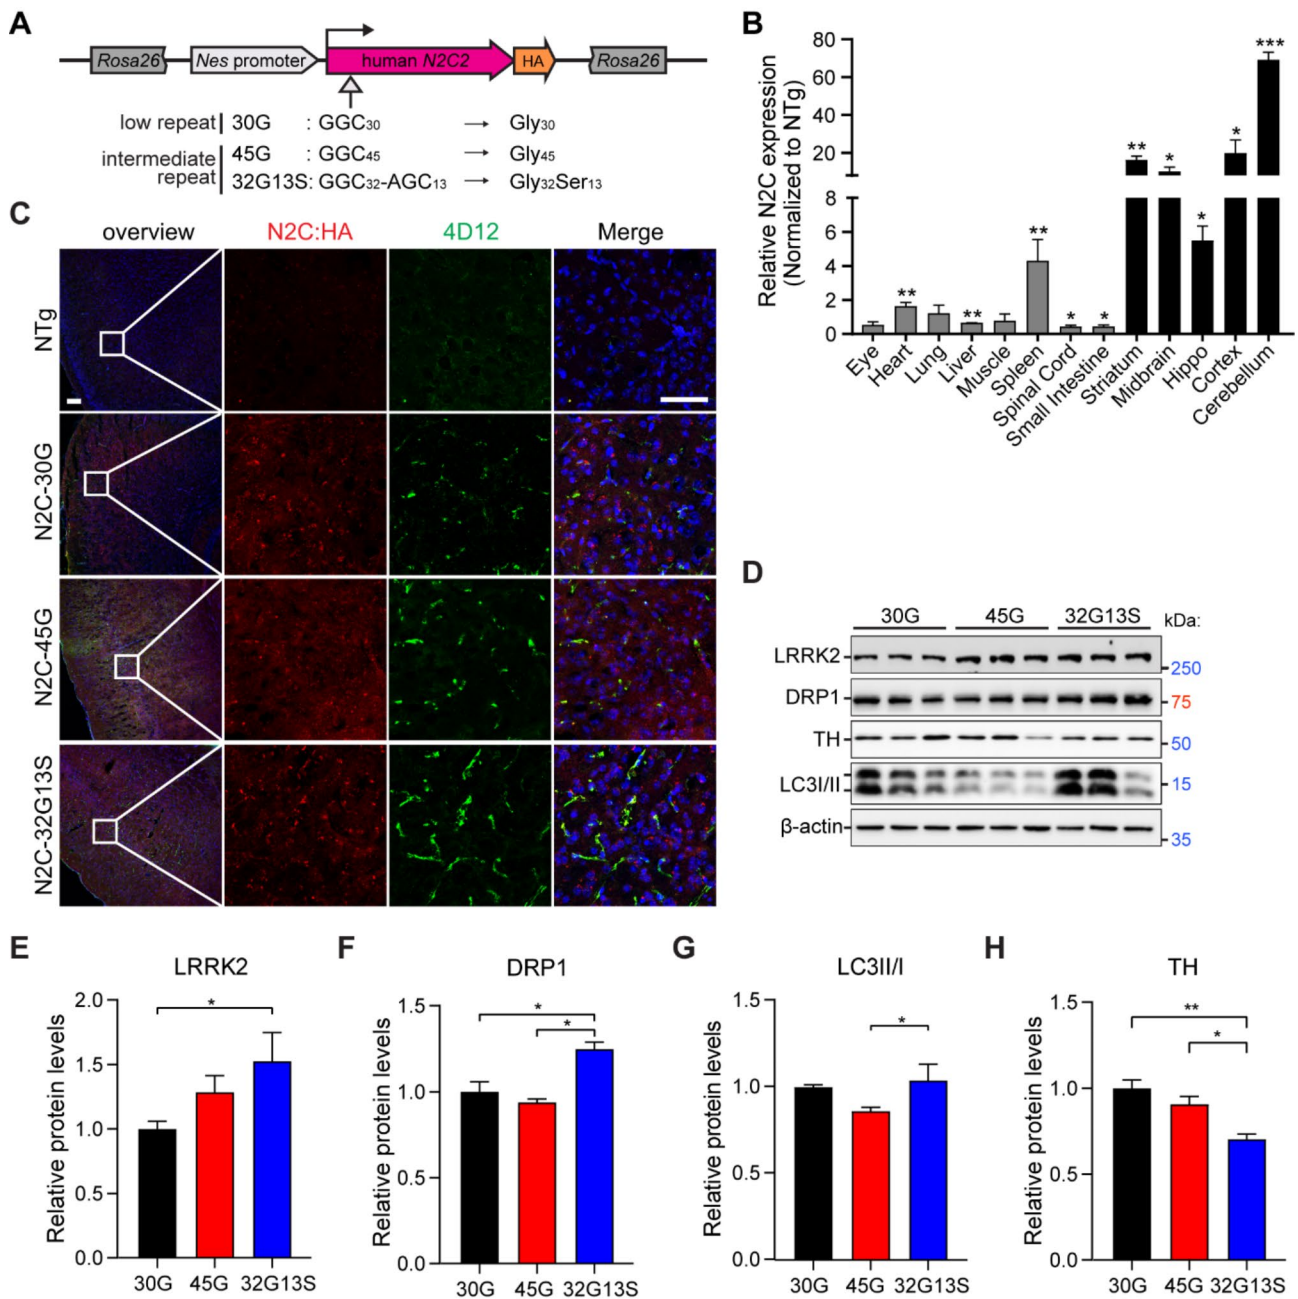 A
Rosa26 Nes promoter human N2C2 HA Rosa26
low repeat 30G : GGC30 → Gly30
intermediate repeat 45G : GGC45 → Gly45
32G13S: GGC32-AGC13 → Gly32Ser13
B
Relative N2C expression
(Normalized to NTg)
80
60
40
20
8
6
4
2
0
** ** ** * * ** * * * ***
Eye Heart Lung Liver Muscle Spleen Spinal Cord Small Intestine Striatum Midbrain Hippo Cortex Cerebellum
C
overview N2C:HA 4D12 Merge
NTg
N2C-30G
N2C-45G
N2C-32G13S
D
30G 45G 32G13S kDa:
LRRK2 250
DRP1 75
TH 50
LC3I/II 15
β-actin 35
E
LRRK2
Relative protein levels
2.0
1.5
1.0
0.5
0.0
*
30G 45G 32G13S
F
DRP1
Relative protein levels
1.5
1.0
0.5
0.0
*
*
30G 45G 32G13S
G
LC3II/I
Relative protein levels
1.5
1.0
0.5
0.0
*
30G 45G 32G13S
H
TH
Relative protein levels
1.5
1.0
0.5
0.0
**
*
30G 45G 32G13S